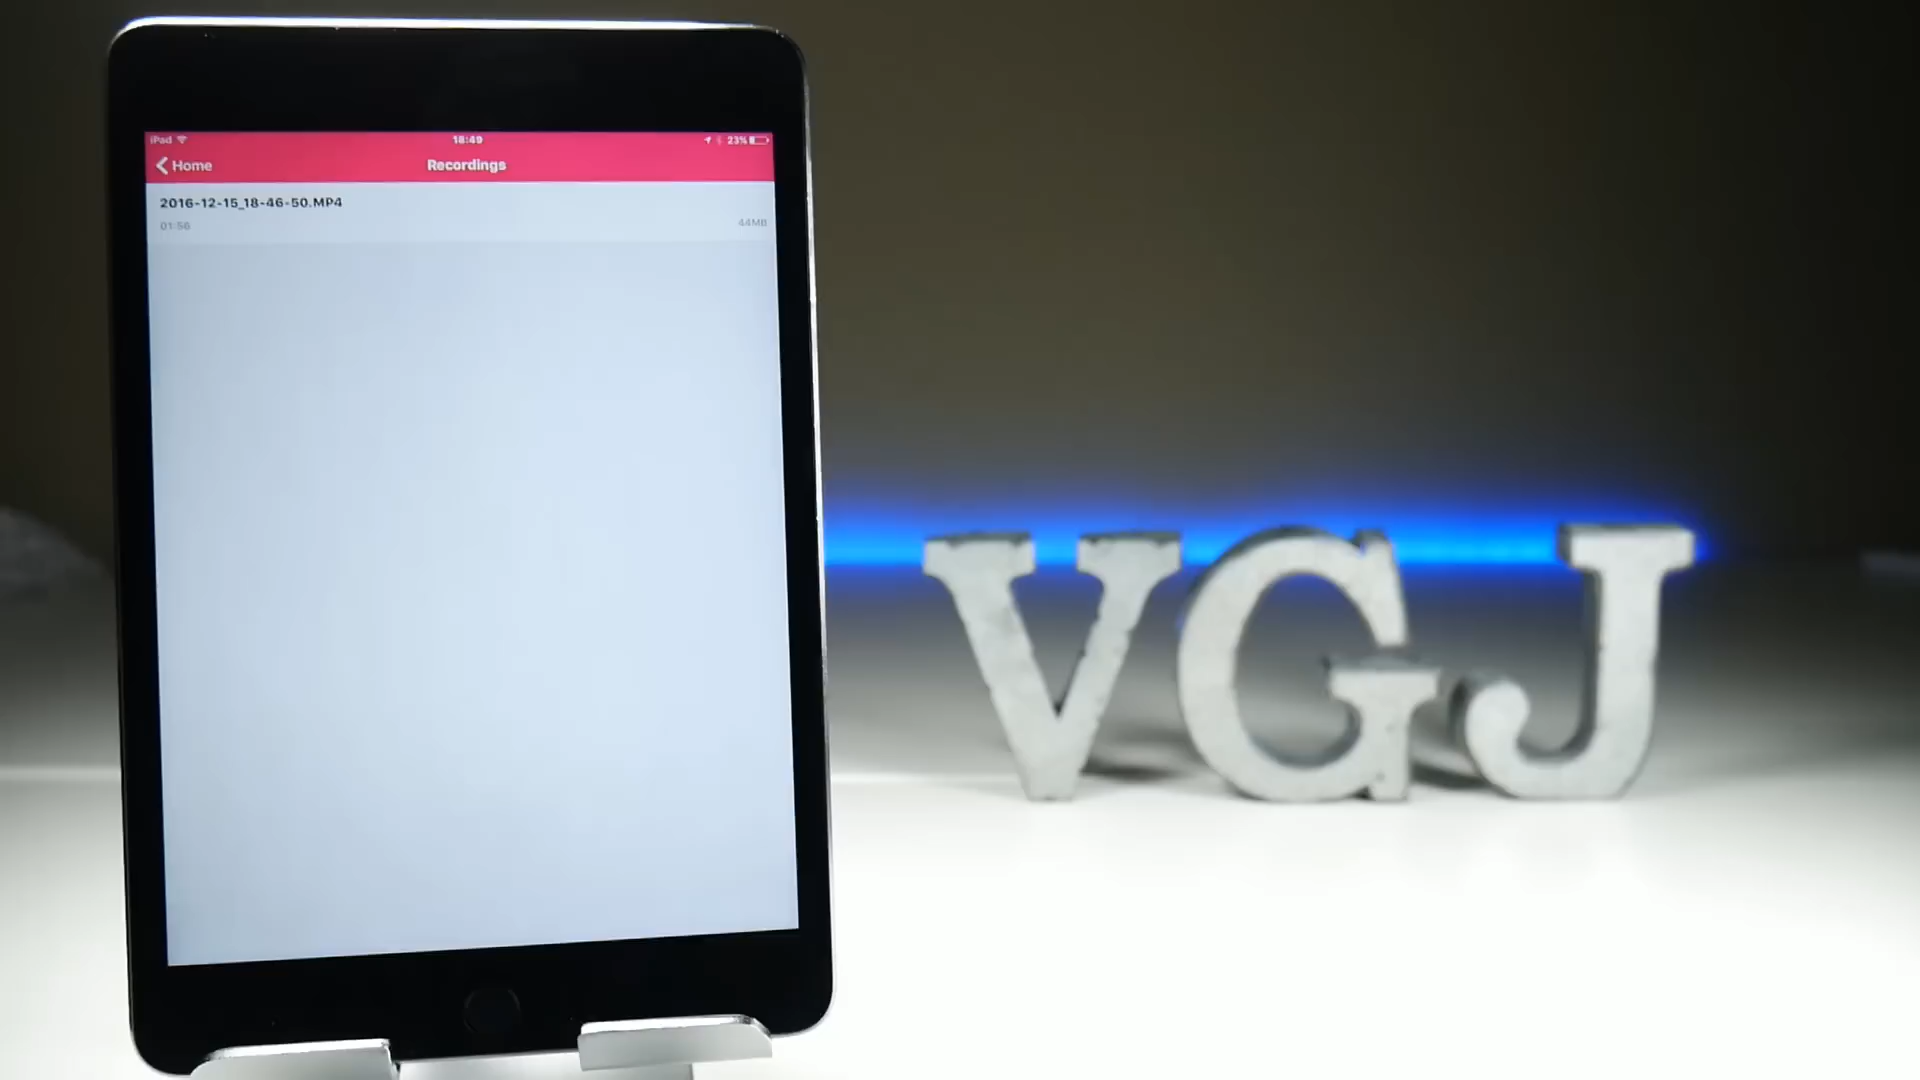 iPad 18:49 23%
Home Recordings
2016-12-15_18-46-50.MP4
01:56 44MB
VGJ